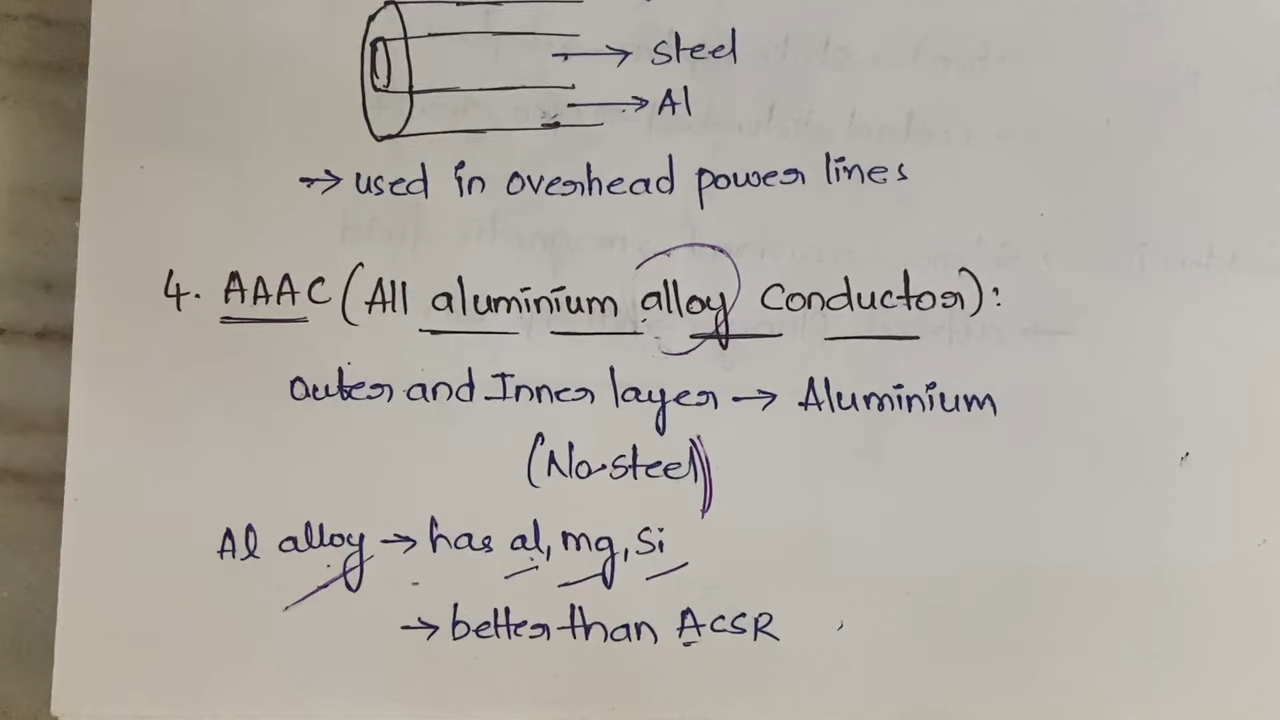 → Steel
→ Al
→ used in overhead power lines
4. AAAC (All aluminium alloy Conductor):
Outer and Inner layer → Aluminium
(No steel)
Al alloy → has al, mg, Si
→ better than ACSR